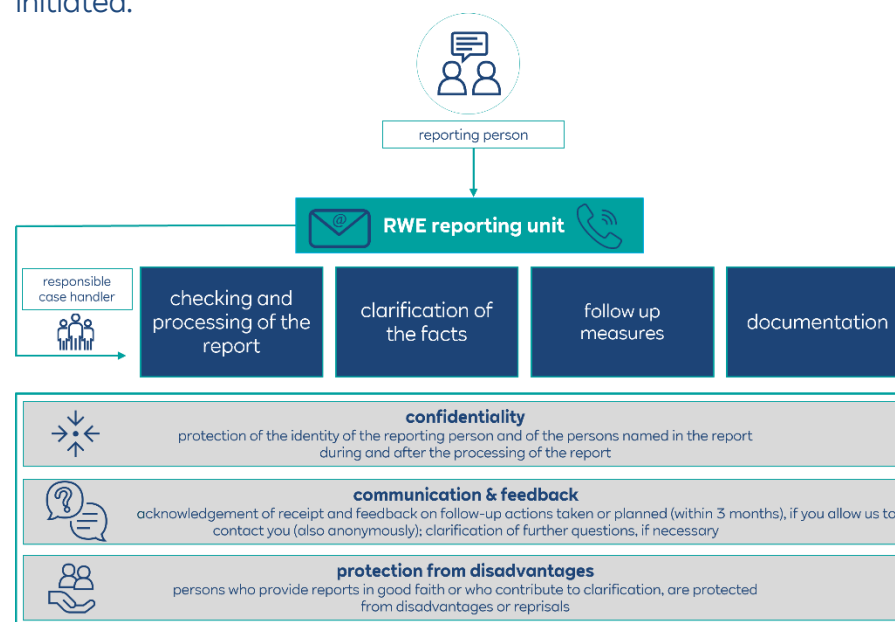 initiated.
reporting person
@
RWE reporting unit
responsible
case handler
checking and
processing of the
report
clarification of
the facts
follow up
measures
documentation
confidentiality
protection of the identity of the reporting person and of the persons named in the report
during and after the processing of the report
?
communication & feedback
acknowledgement of receipt and feedback on follow-up actions taken or planned (within 3 months), if you allow us to
contact you (also anonymously); clarification of further questions, if necessary
protection from disadvantages
persons who provide reports in good faith or who contribute to clarification, are protected
from disadvantages or reprisals